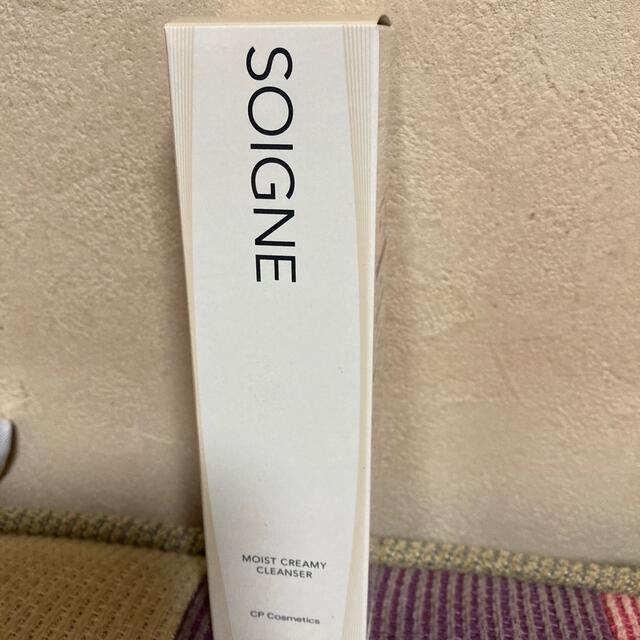 SOIGNE
MOIST CREAMY
CLEANSER
CP Cosmetics